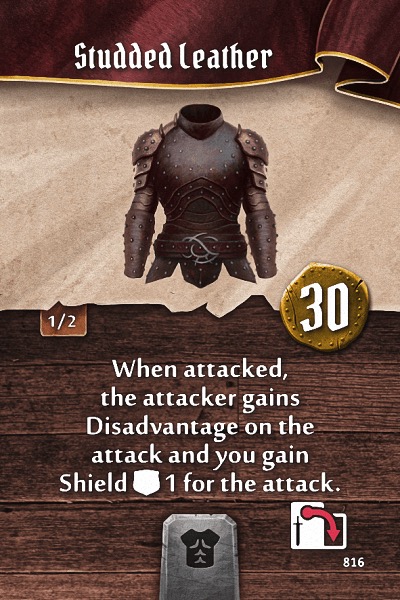 Studded Leather
30
1/2
When attacked,
the attacker gains
Disadvantage on the
attack and you gain
Shield 1 for the attack.
816